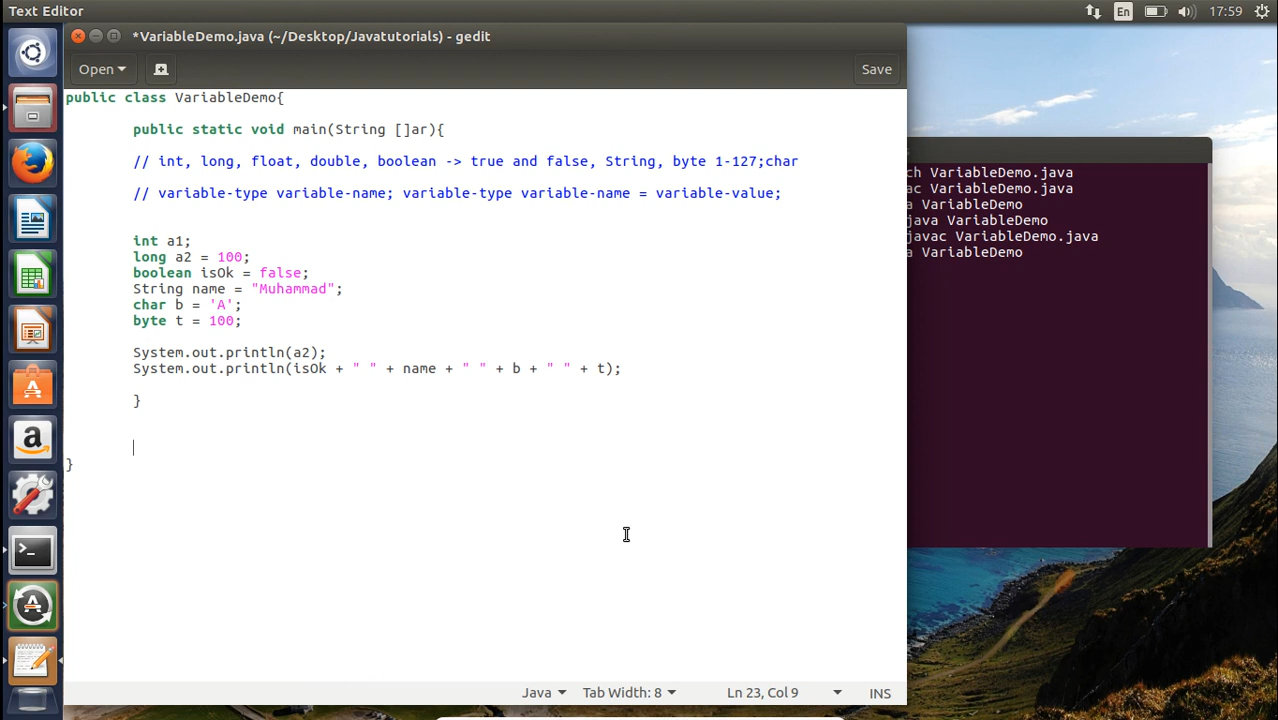 Text Editor
En
17:59
*VariableDemo.java (~/Desktop/Javatutorials) - gedit
Open
Save
public class VariableDemo{
public static void main(String []ar){
// int, long, float, double, boolean -> true and false, String, byte 1-127;char
// variable-type variable-name; variable-type variable-name = variable-value;
int a1;
long a2 = 100;
boolean isOk = false;
String name = "Muhammad";
char b = 'A';
byte t = 100;
System.out.println(a2);
System.out.println(isOk + " " + name + " " + b + " " + t);
}
}
ch VariableDemo.java
ac VariableDemo.java
a VariableDemo
java VariableDemo
javac VariableDemo.java
a VariableDemo
Java
Tab Width: 8
Ln 23, Col 9
INS